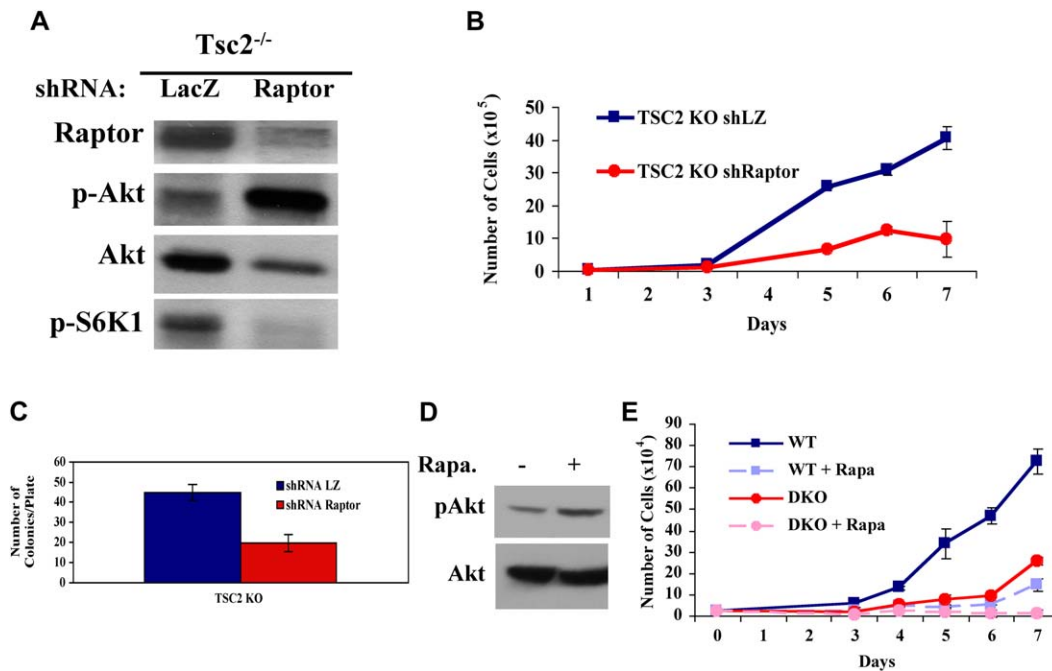 A
Tsc2-/-
shRNA: LacZ Raptor
Raptor
p-Akt
Akt
p-S6K1
B
Number of Cells (x10 5)
50
40
30
20
10
0
TSC2 KO shLZ
TSC2 KO shRaptor
1 2 3 4 5 6 7
Days
C
Number of
Colonies/Plate
60
50
40
30
20
10
0
shRNA LZ
shRNA Raptor
TSC2 KO
D
Rapa. - +
pAkt
Akt
E
Number of Cells (x10 4)
90
80
70
60
50
40
30
20
10
0
WT
WT + Rapa
DKO
DKO + Rapa
0 1 2 3 4 5 6 7
Days